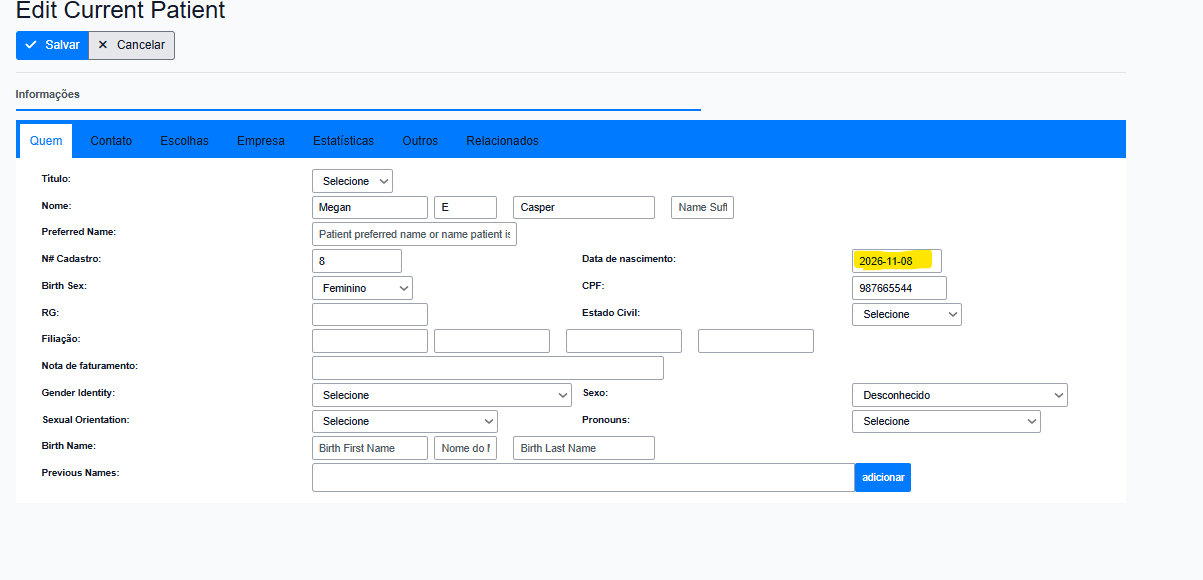 Edit Current Patient
Salvar Cancelar
Informações
Quem Contato Escolhas Empresa Estatísticas Outros Relacionados
Título: Selecione
Nome: Megan E Casper Name Suf
Preferred Name: Patient preferred name or name patient is
N# Cadastro: 8 Data de nascimento: 2026-11-08
Birth Sex: Feminino CPF: 987665544
RG: Estado Civil: Selecione
Filiação:
Nota de faturamento:
Gender Identity: Selecione Sexo: Desconhecido
Sexual Orientation: Selecione Pronouns: Selecione
Birth Name: Birth First Name Nome do Birth Last Name
Previous Names: adicionar